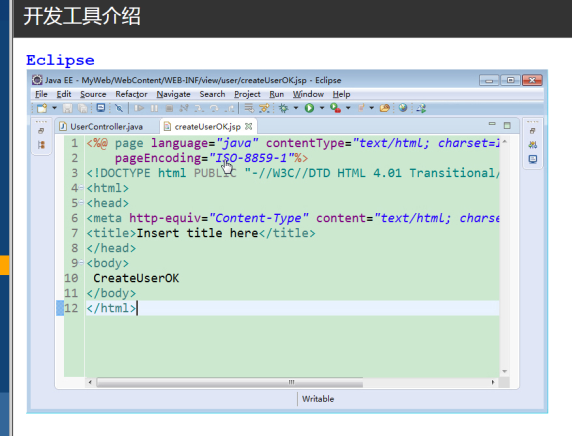 开发工具介绍
Eclipse
Java EE - MyWeb/WebContent/WEB-INF/view/user/createUserOK.jsp - Eclipse
File Edit Source Refactor Navigate Search Project Run Window Help
UserController.java createUserOK.jsp
1 <%@ page language="java" contentType="text/html; charset=
2 pageEncoding="ISO-8859-1"%>
3 <!DOCTYPE html PUBLIC "-//W3C//DTD HTML 4.01 Transitional/
4 <html>
5 <head>
6 <meta http-equiv="Content-Type" content="text/html; charse
7 <title>Insert title here</title>
8 </head>
9 <body>
10 CreateUserOK
11 </body>
12 </html>
Writable